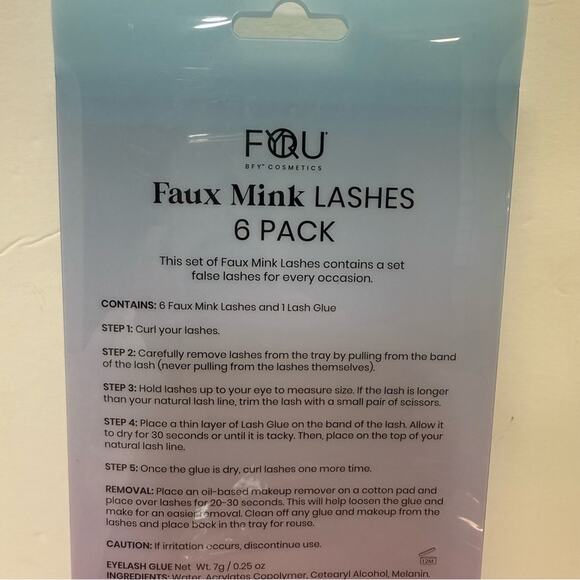 BFY™ COSMETICS
Faux Mink LASHES
6 PACK
This set of Faux Mink Lashes contains a set
false lashes for every occasion.
CONTAINS: 6 Faux Mink Lashes and 1 Lash Glue
STEP 1: Curl your lashes.
STEP 2: Carefully remove lashes from the tray by pulling from the band
of the lash (never pulling from the lashes themselves).
STEP 3: Hold lashes up to your eye to measure size. If the lash is longer
than your natural lash line, trim the lash with a small pair of scissors.
STEP 4: Place a thin layer of Lash Glue on the band of the lash. Allow it
to dry for 30 seconds or until it is tacky. Then, place on the top of your
natural lash line.
STEP 5: Once the glue is dry, curl lashes one more time.
REMOVAL: Place an oil-based makeup remover on a cotton pad and
place over lashes for 20-30 seconds. This will help loosen the glue and
make for an easier removal. Clean off any glue and makeup from the
lashes and place back in the tray for reuse.
CAUTION: If irritation occurs, discontinue use.
12M
EYELASH GLUE Net Wt. 7g / 0.25 oz
INGREDIENTS: Water, Acrylates Copolymer, Cetearyl Alcohol, Melanin,